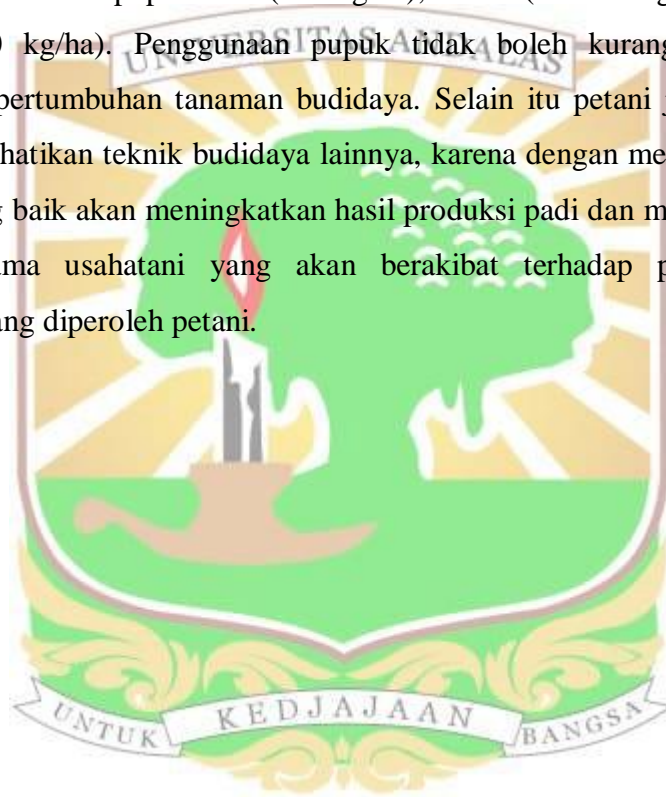 kg/ha). Penggunaan pupuk tidak boleh kurang
UNIVERSITAS ANDALAS
pertumbuhan tanaman budidaya. Selain itu petani
hatikan teknik budidaya lainnya, karena dengan me
baik akan meningkatkan hasil produksi padi dan m
usahatani yang akan berakibat terhadap p
ang diperoleh petani.
UNTUK KEDJAJAAN BANGSA